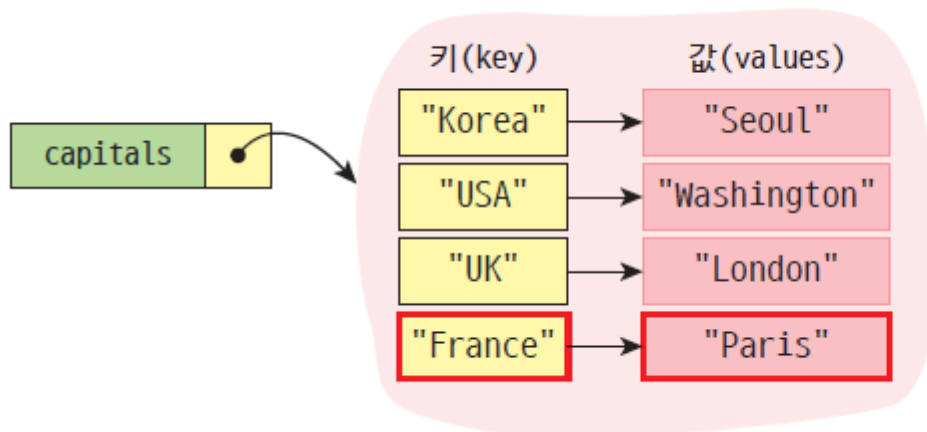 키(key) 값(values)
"Korea" "Seoul"
capitals
"USA" "Washington"
"UK" "London"
"France" "Paris"